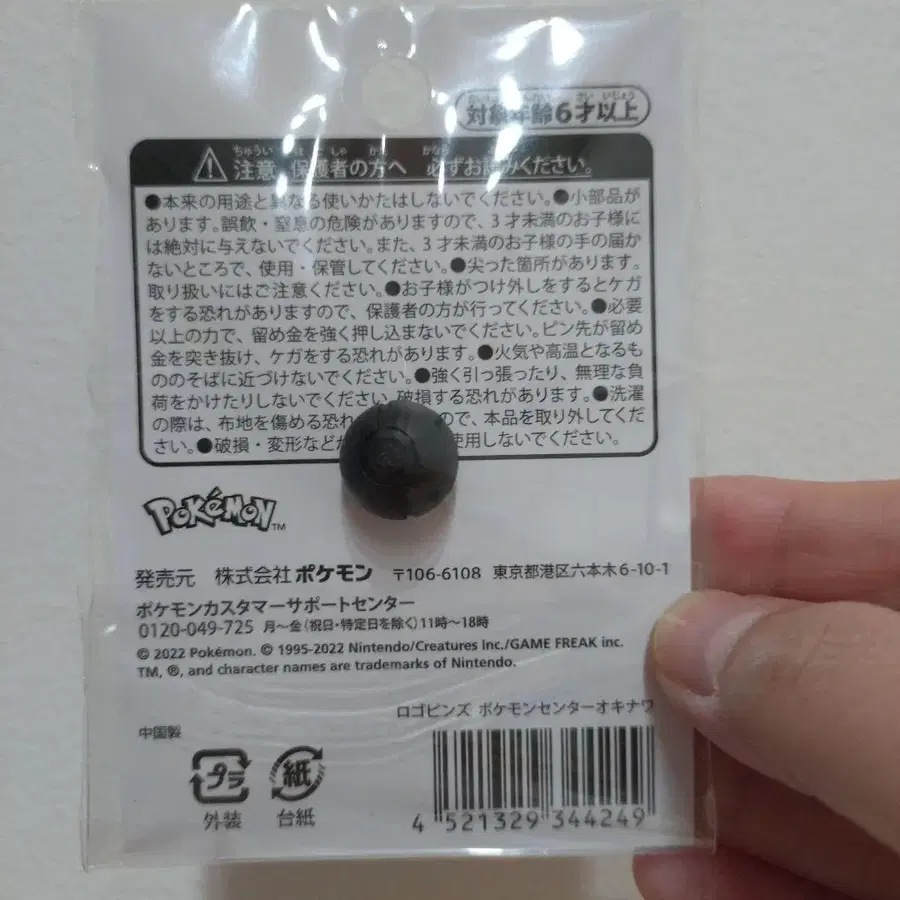 対象年齢6才以上
注意 保護者の方へ 必ずお読みください。
●本来の用途と異なる使いかたはしないでください。●小部品が
あります。誤飲・窒息の危険がありますので、3才未満のお子様に
は絶対に与えないでください。また、3才未満のお子様の手の届か
ないところで、使用・保管してください。●尖った箇所があります。
取り扱いにはご注意ください。●お子様がつけ外しをするとケガ
をする恐れがありますので、保護者の方が行ってください。●必要
以上の力で、留め金を強く押し込まないでください。ピン先が留め
金を突き抜け、ケガをする恐れがあります。●火気や高温となるも
ののそばに近づけないでください。●強く引っ張ったり、無理な負
荷をかけたりしないでください。破損する恐れがあります。●洗濯
の際は、布地を傷める恐れ ので、本品を取り外してくだ
さい。●破損・変形など 使用しないでください。
POKéMON™
発売元 株式会社ポケモン 〒106-6108 東京都港区六本木6-10-1
ポケモンカスタマーサポートセンター
0120-049-725 月〜金(祝日・特定日を除く)11時〜18時
© 2022 Pokémon. © 1995-2022 Nintendo/Creatures Inc./GAME FREAK inc.
TM, ®, and character names are trademarks of Nintendo.
ロゴピンズ ポケモンセンターオキナワ
中国製
プラ 紙
外装 台紙
4 521329 344249